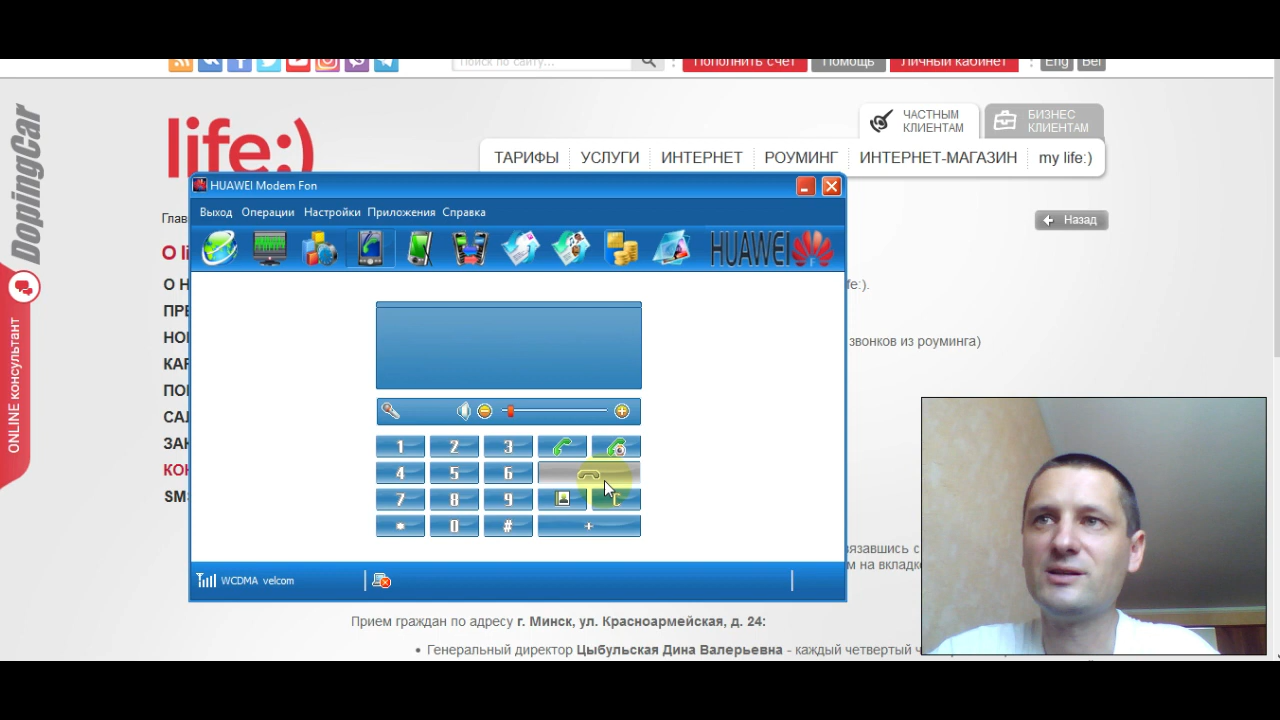 Поиск по сайту...
Пополнить счет
Помощь
Личный кабинет
Eng
Bel
DopingCar
life:)
ЧАСТНЫМ
КЛИЕНТАМ
БИЗНЕС
КЛИЕНТАМ
ТАРИФЫ УСЛУГИ ИНТЕРНЕТ РОУМИНГ ИНТЕРНЕТ-МАГАЗИН my life:)
HUAWEI Modem Fon
Выход Операции Настройки Приложения Справка
HUAWEI
Назад
life:).
звонков из роуминга)
ONLINE консультант
1 2 3
4 5 6
7 8 9 C
* 0 # +
WCDMA velcom
Прием граждан по адресу г. Минск, ул. Красноармейская, д. 24:
• Генеральный директор Цыбульская Дина Валерьевна - каждый четвертый